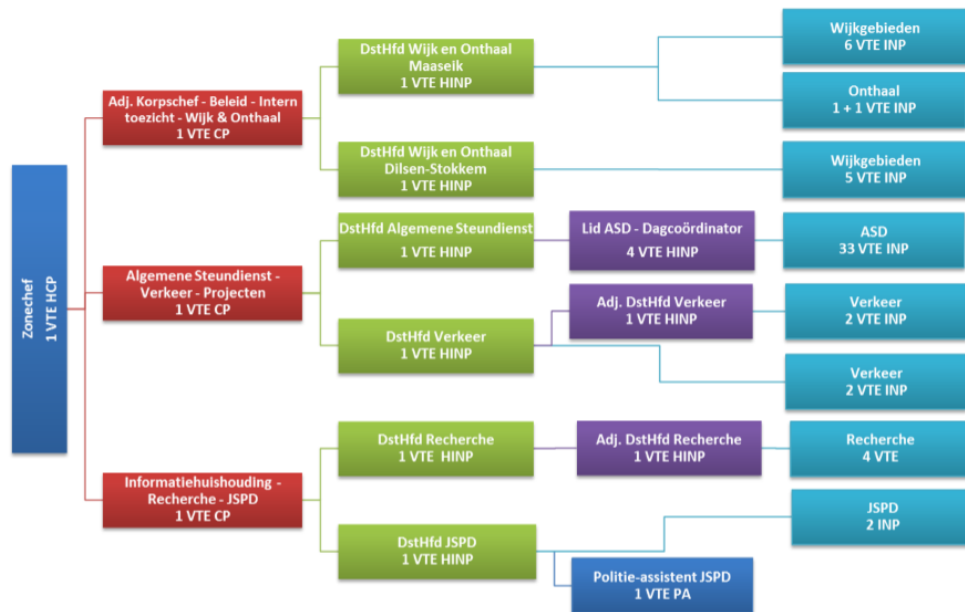 Zonechef
1 VTE HCP
Adj. Korpschef - Beleid - Intern
toezicht - Wijk & Onthaal
1 VTE CP
DstHfd Wijk en Onthaal
Maaseik
1 VTE HINP
Wijkgebieden
6 VTE INP
Onthaal
1 + 1 VTE INP
DstHfd Wijk en Onthaal
Dilsen-Stokkem
1 VTE HINP
Wijkgebieden
5 VTE INP
Algemene Steundienst -
Verkeer - Projecten
1 VTE CP
DstHfd Algemene Steundienst
1 VTE HINP
Lid ASD - Dagcoördinator
4 VTE HINP
ASD
33 VTE INP
DstHfd Verkeer
1 VTE HINP
Adj. DstHfd Verkeer
1 VTE HINP
Verkeer
2 VTE INP
Verkeer
2 VTE INP
Informatiehuishouding -
Recherche - JSPD
1 VTE CP
DstHfd Recherche
1 VTE HINP
Adj. DstHfd Recherche
1 VTE HINP
Recherche
4 VTE
DstHfd JSPD
1 VTE HINP
JSPD
2 INP
Politie-assistent JSPD
1 VTE PA